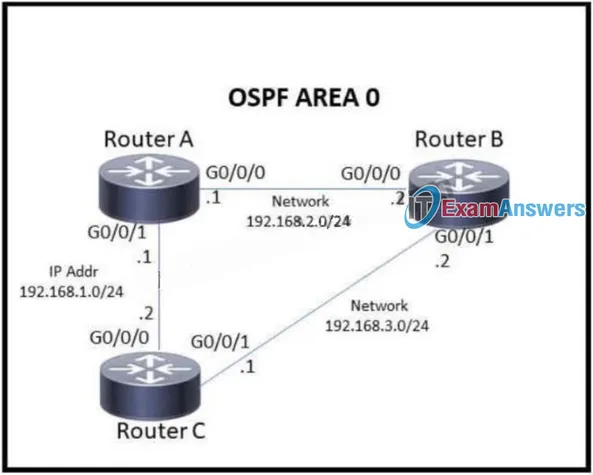 OSPF AREA 0
Router A
Router B
G0/0/0
G0/0/0
.1
Network
.2
ITExamAnswers
192.168.2.0/24
G0/0/1
G0/0/1
.1
.2
IP Addr
192.168.1.0/24
Network
.2
192.168.3.0/24
G0/0/0
G0/0/1
.1
Router C